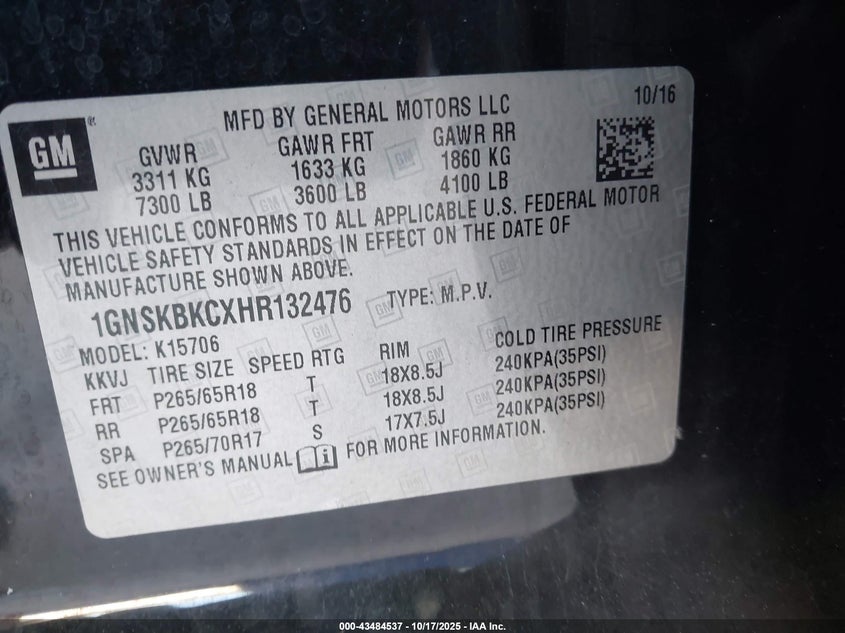 GM®
MFD BY GENERAL MOTORS LLC 10/16
GVWR GAWR FRT GAWR RR
3311 KG 1633 KG 1860 KG
7300 LB 3600 LB 4100 LB
THIS VEHICLE CONFORMS TO ALL APPLICABLE U.S. FEDERAL MOTOR
VEHICLE SAFETY STANDARDS IN EFFECT ON THE DATE OF
MANUFACTURE SHOWN ABOVE.
1GNSKBKCXHR132476 TYPE: M.P.V.
MODEL: K15706
KKVJ TIRE SIZE SPEED RTG RIM COLD TIRE PRESSURE
FRT P265/65R18 T 18X8.5J 240KPA(35PSI)
RR P265/65R18 T 18X8.5J 240KPA(35PSI)
SPA P265/70R17 S 17X7.5J 240KPA(35PSI)
SEE OWNER'S MANUAL FOR MORE INFORMATION.
000-43484537 - 10/17/2025 - IAA Inc.